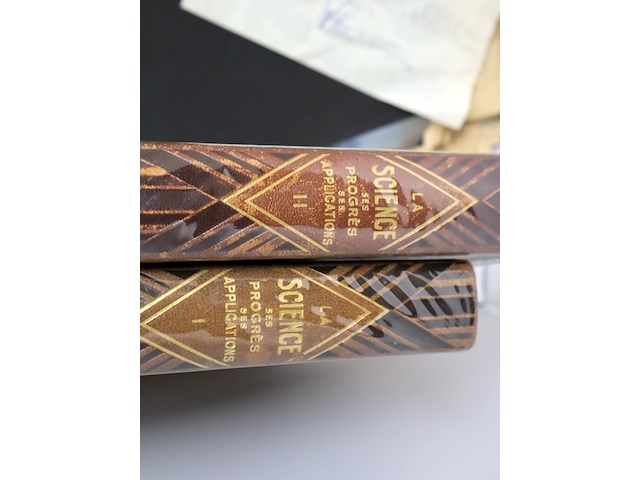 LA
SCIENCE
SES
PROGRÈS
SES
APPLICATIONS
II
LA
SCIENCE
SES
PROGRÈS
SES
APPLICATIONS
I